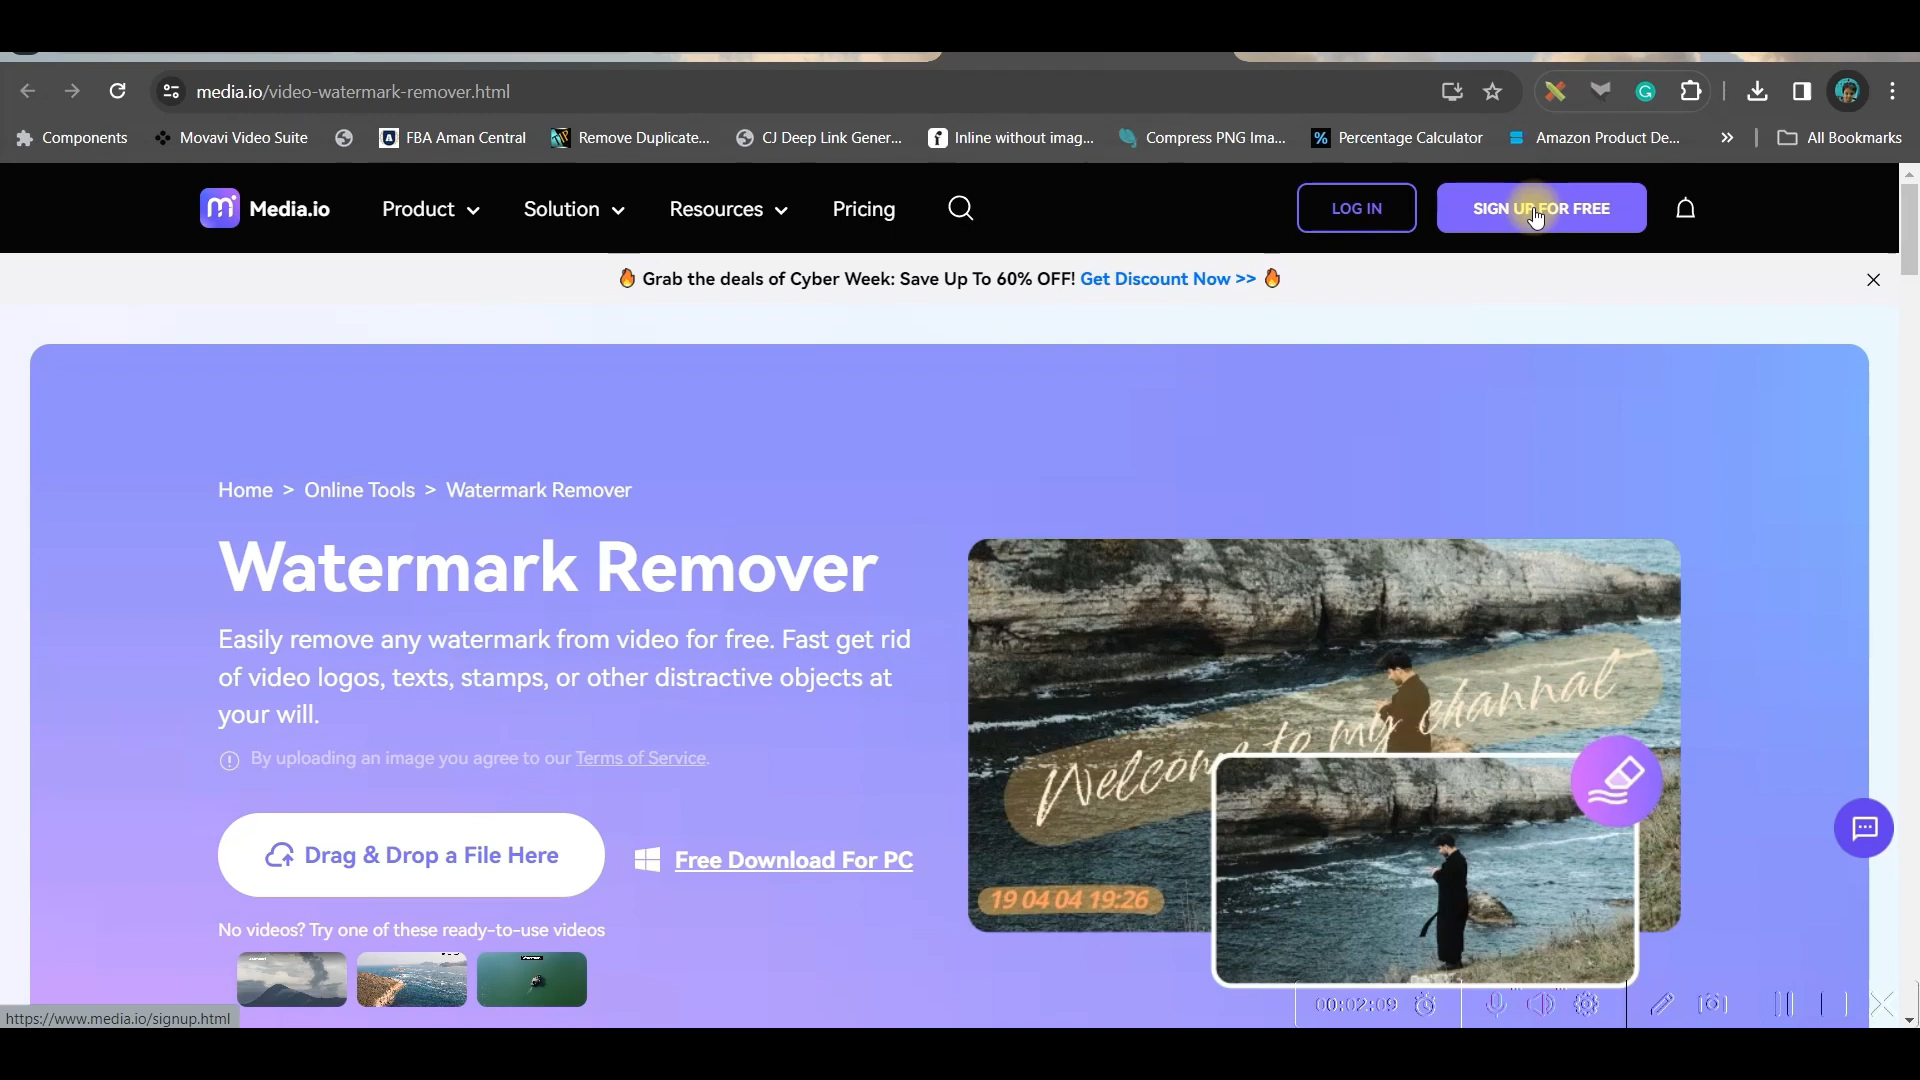 media.io/video-watermark-remover.html
Components
Movavi Video Suite
FBA Aman Central
Remove Duplicate...
CJ Deep Link Gener...
Inline without imag...
Compress PNG Ima...
Percentage Calculator
Amazon Product De...
All Bookmarks
Media.io
Product
Solution
Resources
Pricing
LOG IN
SIGN UP FOR FREE
Grab the deals of Cyber Week: Save Up To 60% OFF! Get Discount Now >>
Home > Online Tools > Watermark Remover
Watermark Remover
Easily remove any watermark from video for free. Fast get rid
of video logos, texts, stamps, or other distractive objects at
your will.
By uploading an image you agree to our Terms of Service.
Drag & Drop a File Here
Free Download For PC
No videos? Try one of these ready-to-use videos
Welcome to my channal
19 04 04 19:26
00:02:09
https://www.media.io/signup.html